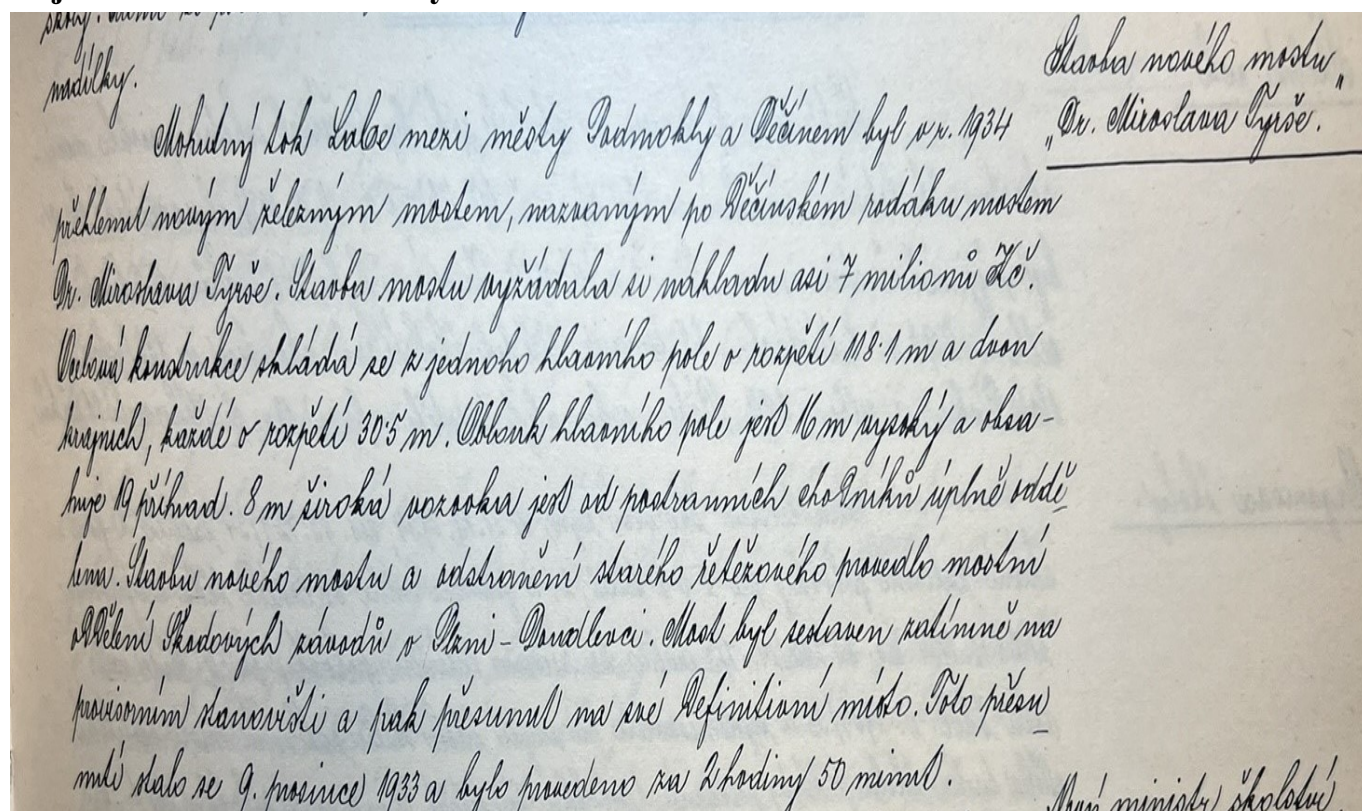 nadílky.
Stavba nového mostu
„Dr. Miroslava Tyrše."
Mohutný tok Labe mezi městy Podmokly a Děčínem byl v r. 1934
překlenut novým železným mostem, nazvaným po Děčínském rodáku mostem
Dr. Miroslava Tyrše. Stavba mostu vyžádala si nákladu asi 7 milionů Kč.
Ocelová konstrukce skládá se z jednoho hlavního pole o rozpětí 118·1 m a dvou
krajních, každé o rozpětí 30·5 m. Oblouk hlavního pole jest 16 m vysoký a obsa-
huje 19 příhrad. 8 m široká vozovka jest od postranních chodníků úplně oddě-
lena. Stavbu nového mostu a odstranění starého řetězového provedlo mostní
oddělení Škodových závodů v Plzni - Doudlevci. Most byl sestaven zatímně na
provisorním stanovišti a pak přesunut na své definitivní místo. Toto přesu-
nutí stalo se 9. prosince 1933 a bylo provedeno za 2 hodiny 50 minut.
ministr školství